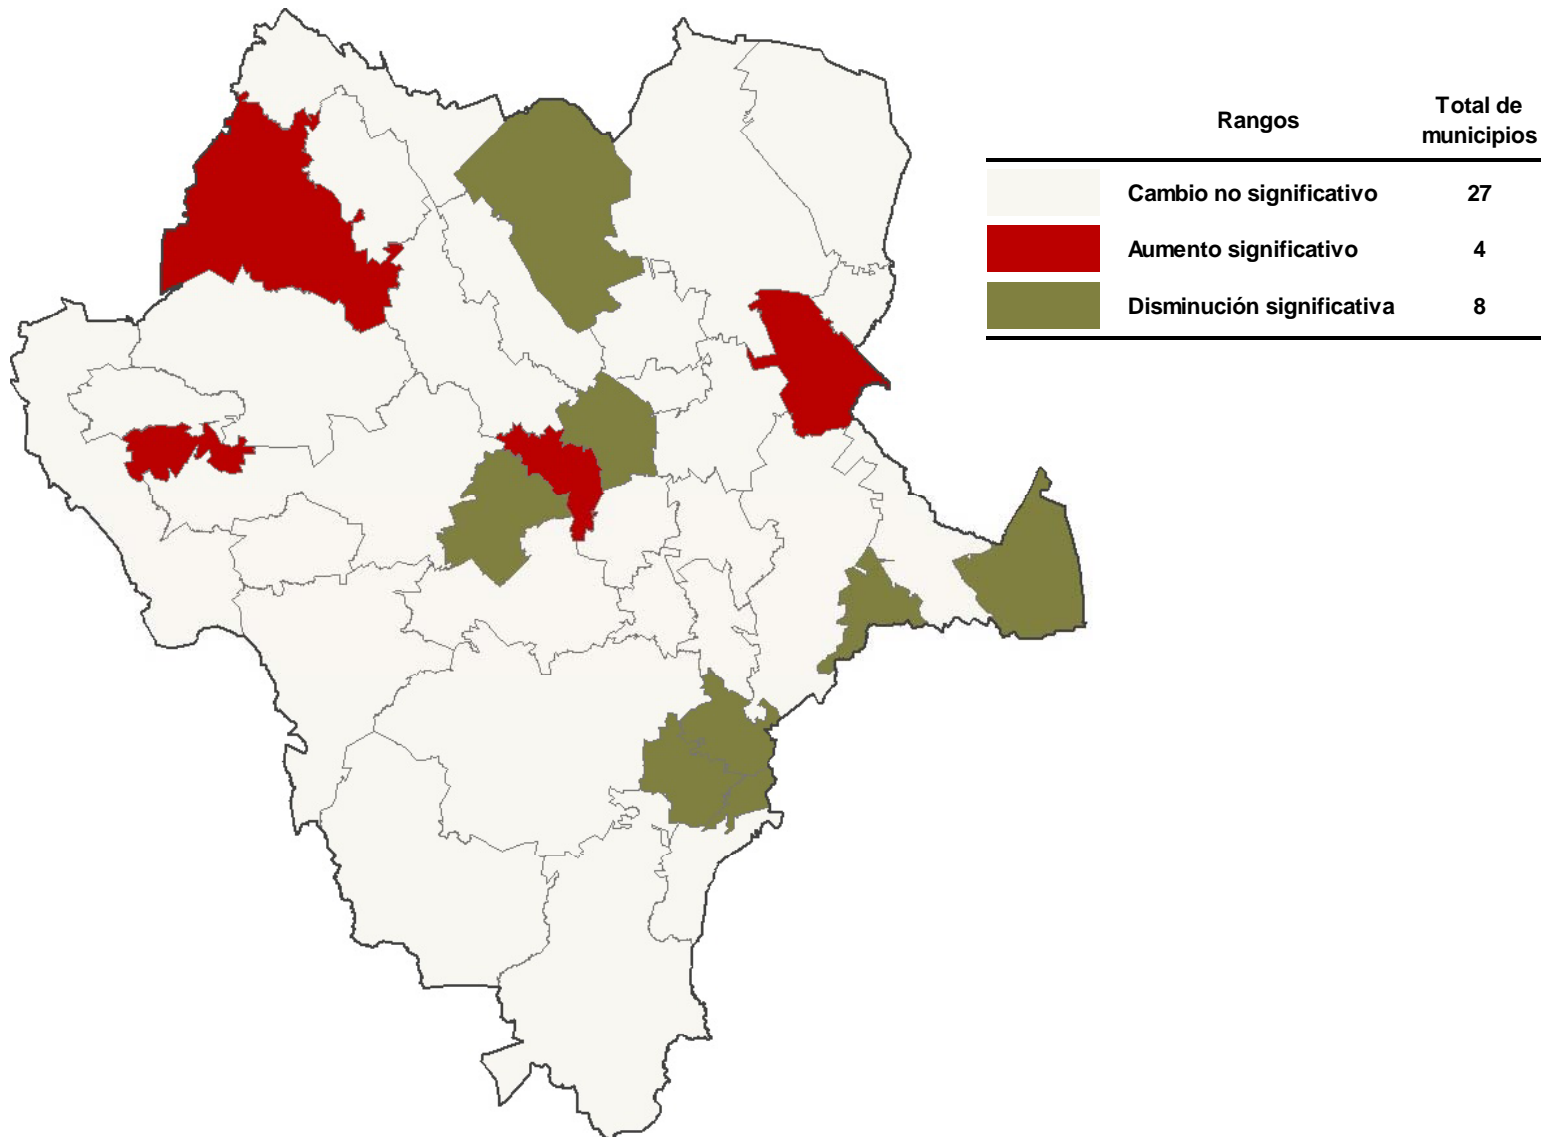 Rangos Total de municipios
Cambio no significativo 27
Aumento significativo 4
Disminución significativa 8